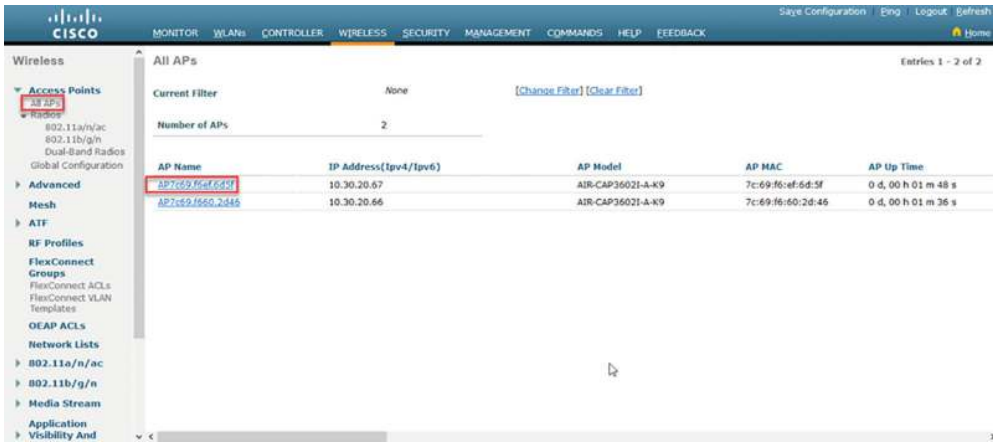 Save Configuration Ping Logout Refresh
CISCO MONITOR WLANs CONTROLLER WIRELESS SECURITY MANAGEMENT COMMANDS HELP FEEDBACK Home
Wireless
Access Points
All APs
Radios
802.11a/n/ac
802.11b/g/n
Dual-Band Radios
Global Configuration
Advanced
Mesh
ATF
RF Profiles
FlexConnect
Groups
FlexConnect ACLs
FlexConnect VLAN
Templates
OEAP ACLs
Network Lists
802.11a/n/ac
802.11b/g/n
Media Stream
Application
Visibility And
All APs Entries 1 - 2 of 2
Current Filter None [Change Filter] [Clear Filter]
Number of APs 2
AP Name IP Address(Ipv4/Ipv6) AP Model AP MAC AP Up Time
AP7c69.f6ef.6d5f 10.30.20.67 AIR-CAP3602I-A-K9 7c:69:f6:ef:6d:5f 0 d, 00 h 01 m 48 s
AP7c69.f660.2d46 10.30.20.66 AIR-CAP3602I-A-K9 7c:69:f6:60:2d:46 0 d, 00 h 01 m 36 s